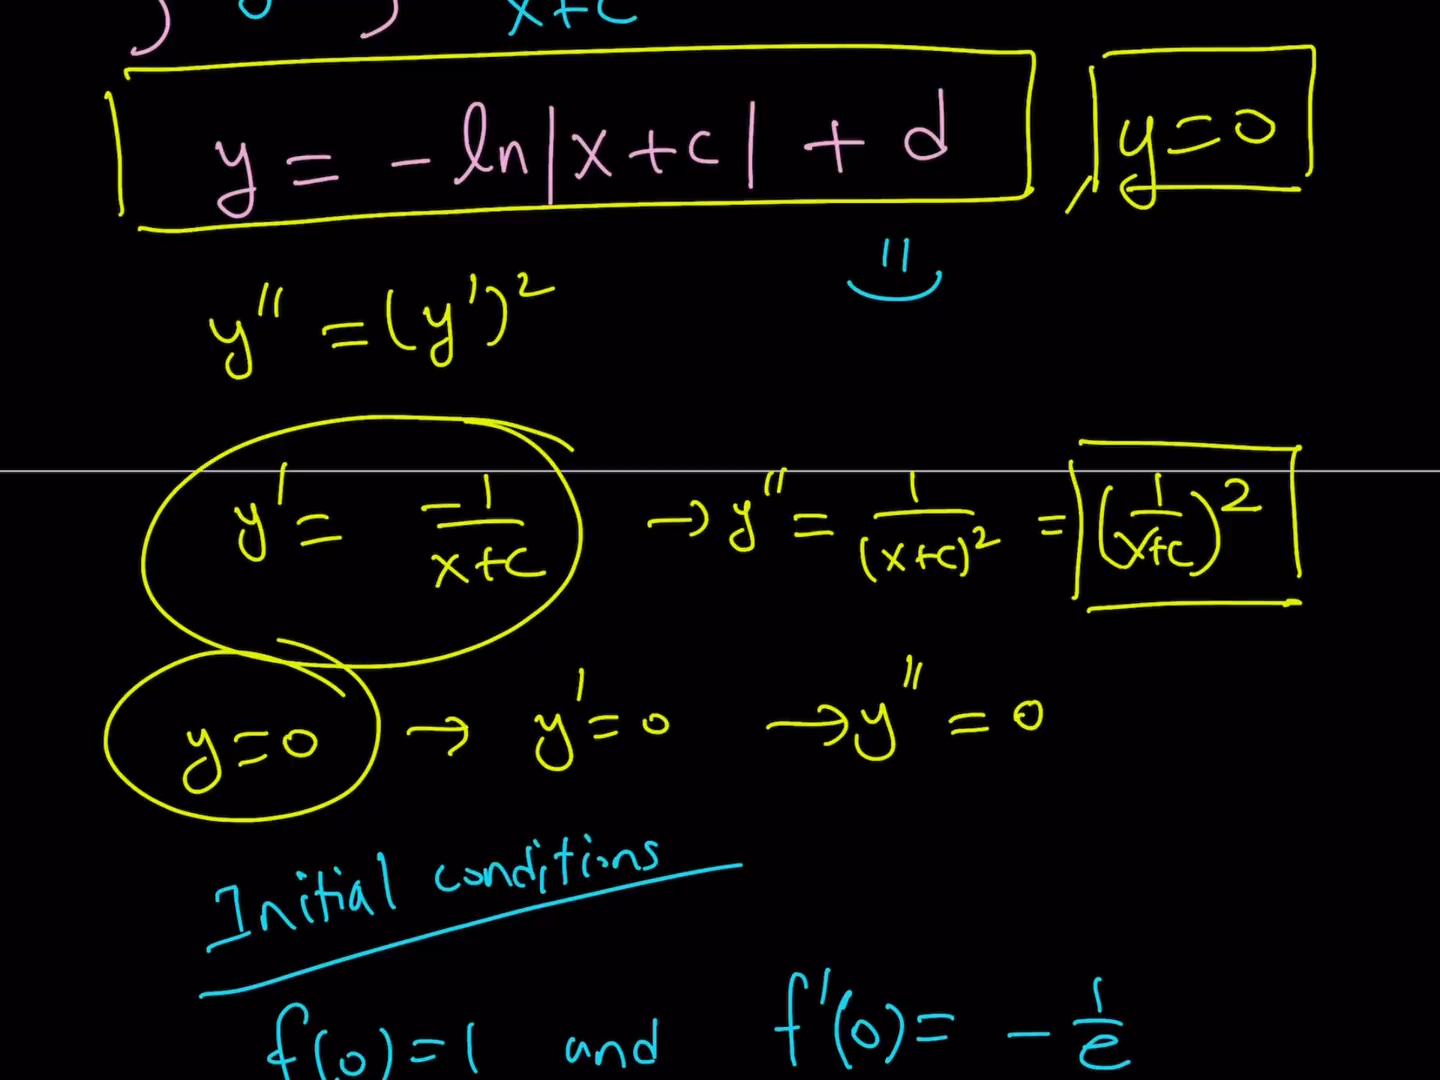 x+c
y = -ln|x+c| + d , y=0
y'' = (y')²
y' = -1/(x+c) → y'' = 1/(x+c)² = (1/(x+c))²
y=0 → y'=0 → y''=0
Initial conditions
f(0)=1 and f'(0)= -1/e